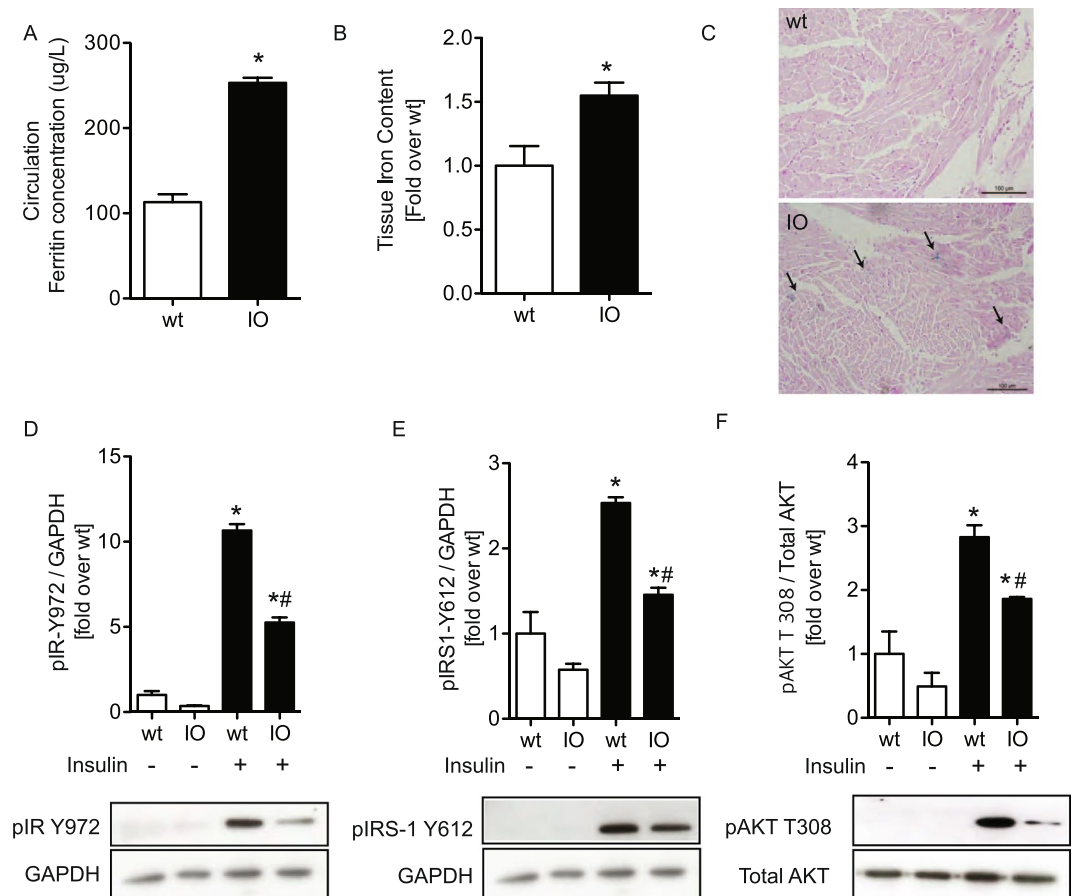 A
Circulation
Ferritin concentration (ug/L)
300
200
100
0
*
wt IO
B
Tissue Iron Content
[Fold over wt]
2.0
1.5
1.0
0.5
0.0
*
wt IO
C
wt
100 µm
IO
100 µm
D
pIR-Y972 / GAPDH
[fold over wt]
15
10
5
0
*
*#
wt IO wt IO
Insulin - - + +
pIR Y972
GAPDH
E
pIRS1-Y612 / GAPDH
[fold over wt]
3
2
1
0
*
*#
wt IO wt IO
Insulin - - + +
pIRS-1 Y612
GAPDH
F
pAKT T 308 / Total AKT
[fold over wt]
4
3
2
1
0
*
*#
wt IO wt IO
Insulin - - + +
pAKT T308
Total AKT